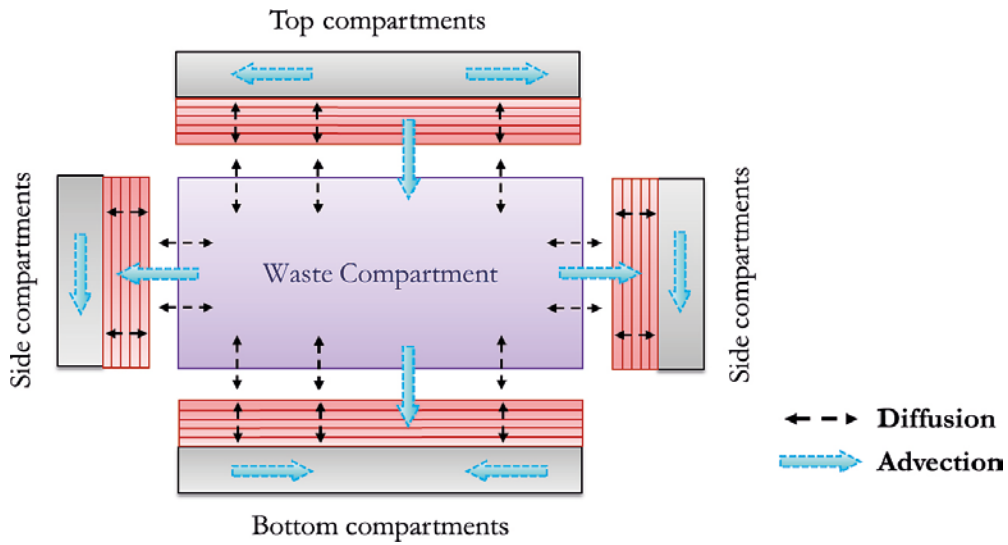 Top compartments
Side compartments
Waste Compartment
Side compartments
Diffusion
Advection
Bottom compartments